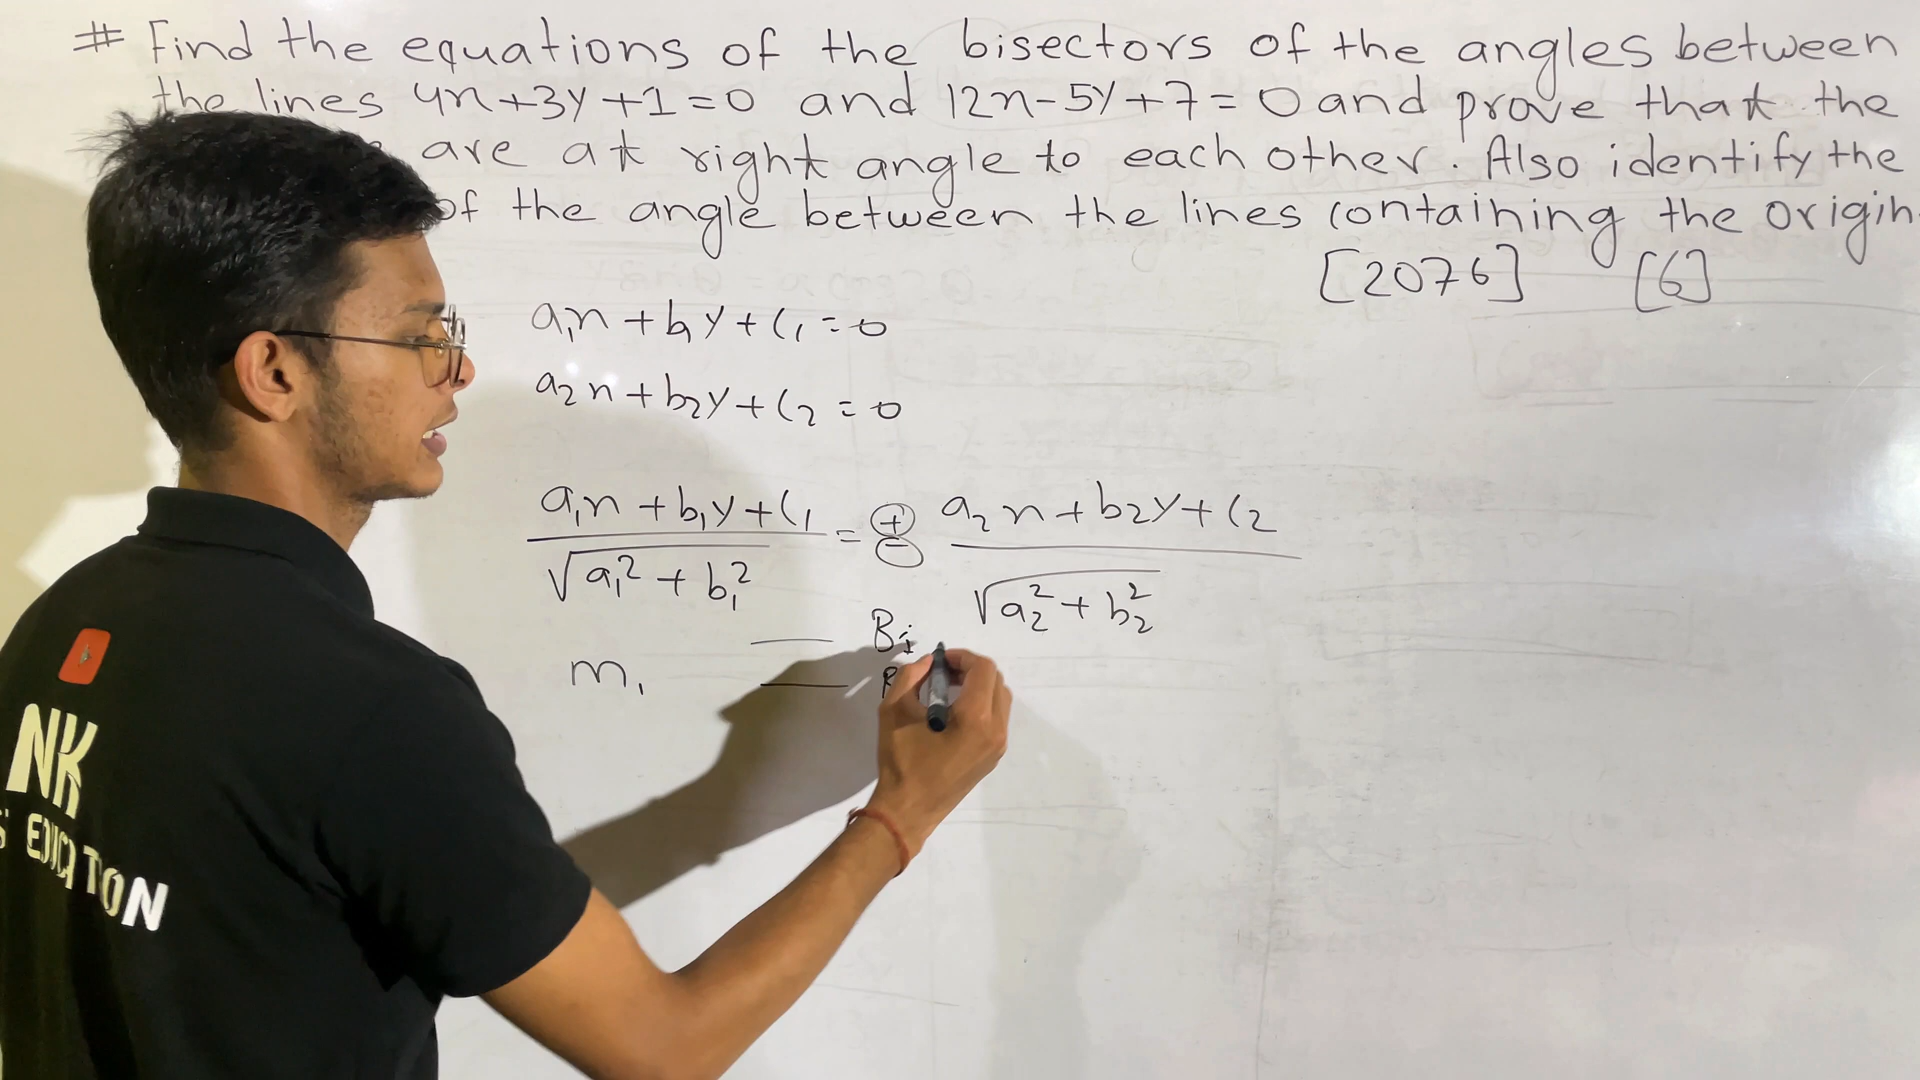 # Find the equations of the bisectors of the angles between
the lines 4x+3y+1=0 and 12x-5y+7=0 and prove that the
are at right angle to each other. Also identify the
of the angle between the lines containing the origin.
[2076] [6]
a₁x + b₁y + c₁ = 0
a₂x + b₂y + c₂ = 0
(a₁x + b₁y + c₁)/√(a₁² + b₁²) = ± (a₂x + b₂y + c₂)/√(a₂² + b₂²)
m₁ — Bi
—
NK
EDUCATION